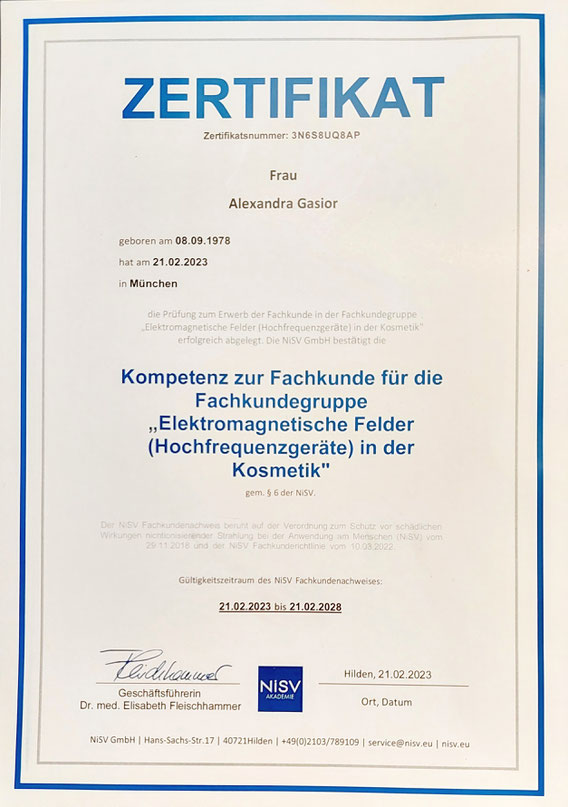 ZERTIFIKAT
Zertifikatsnummer: 3N6S8UQ8AP
Frau
Alexandra Gasior
geboren am 08.09.1978
hat am 21.02.2023
in München
die Prüfung zum Erwerb der Fachkunde in der Fachkundegruppe
„Elektromagnetische Felder (Hochfrequenzgeräte) in der Kosmetik"
erfolgreich abgelegt. Die NiSV GmbH bestätigt die
Kompetenz zur Fachkunde für die
Fachkundegruppe
„Elektromagnetische Felder
(Hochfrequenzgeräte) in der
Kosmetik"
gem. § 6 der NiSV.
Der NiSV Fachkundenachweis beruht auf der Verordnung zum Schutz vor schädlichen
Wirkungen nichtionisierender Strahlung bei der Anwendung am Menschen (NiSV) vom
29.11.2018 und der NiSV Fachkunderichtlinie vom 10.03.2022.
Gültigkeitszeitraum des NiSV Fachkundenachweises:
21.02.2023 bis 21.02.2028
Fleischhammer
Geschäftsführerin
Dr. med. Elisabeth Fleischhammer
NiSV
AKADEMIE
Hilden, 21.02.2023
Ort, Datum
NiSV GmbH | Hans-Sachs-Str.17 | 40721Hilden | +49(0)2103/789109 | service@nisv.eu | nisv.eu